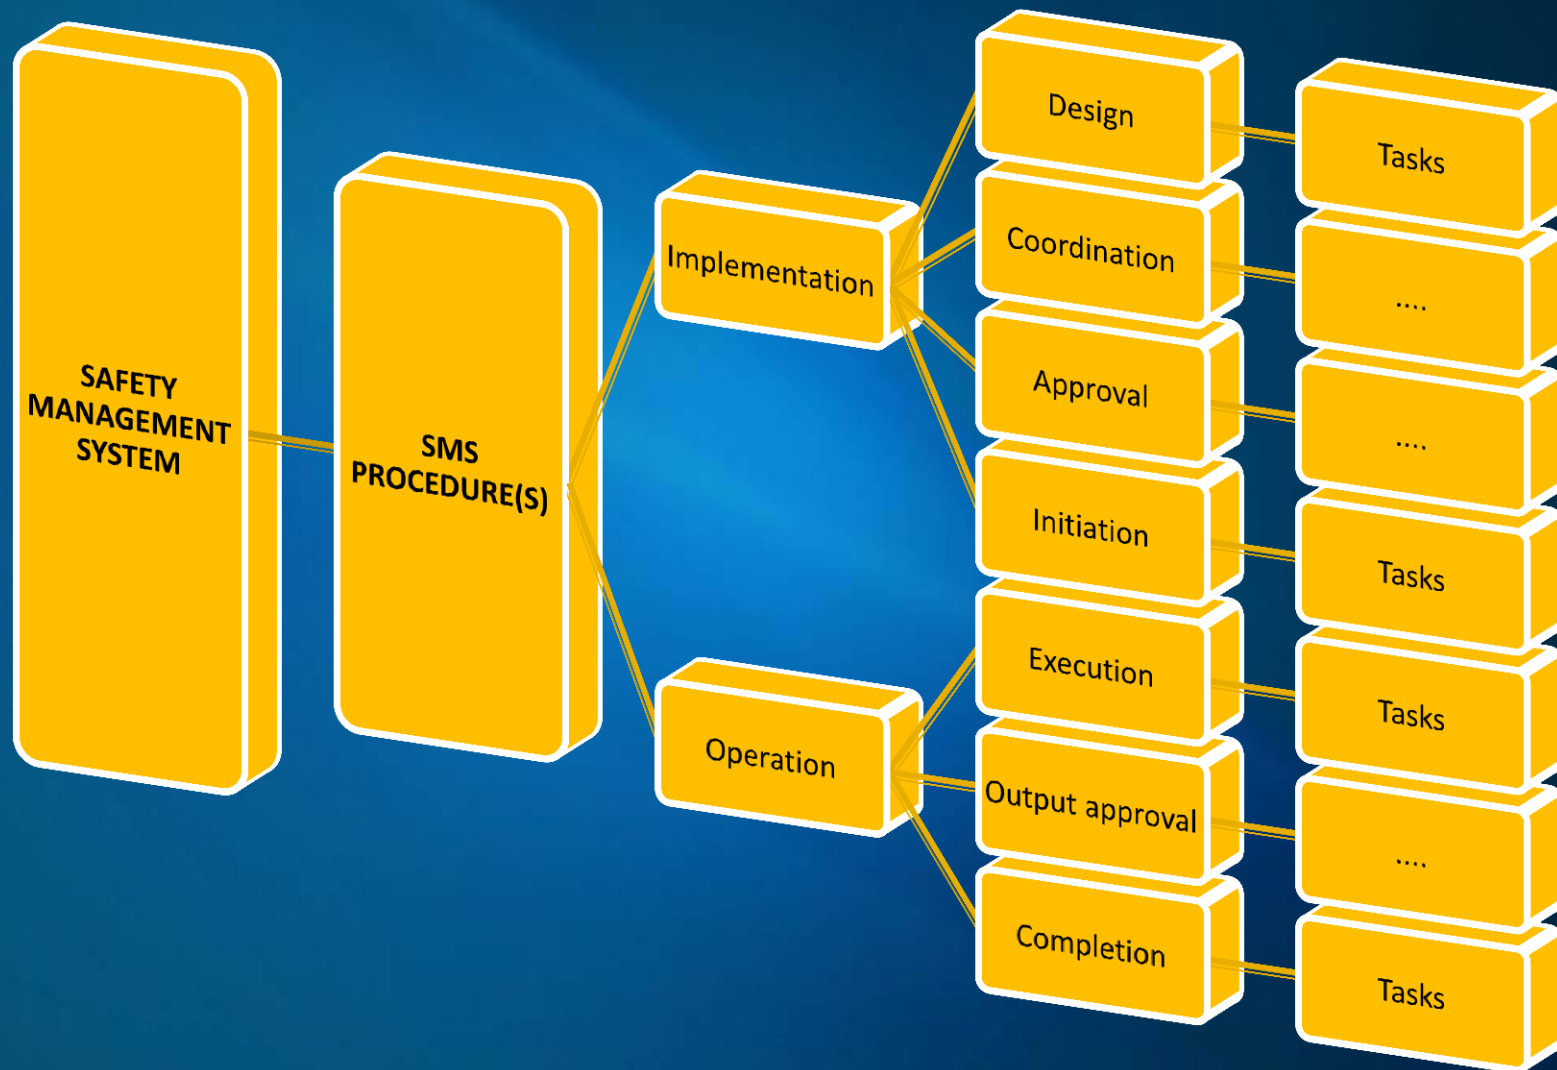 SAFETY
MANAGEMENT
SYSTEM
SMS
PROCEDURE(S)
Implementation
Design
Tasks
Coordination
....
Approval
....
Initiation
Tasks
Operation
Execution
Tasks
Output approval
....
Completion
Tasks